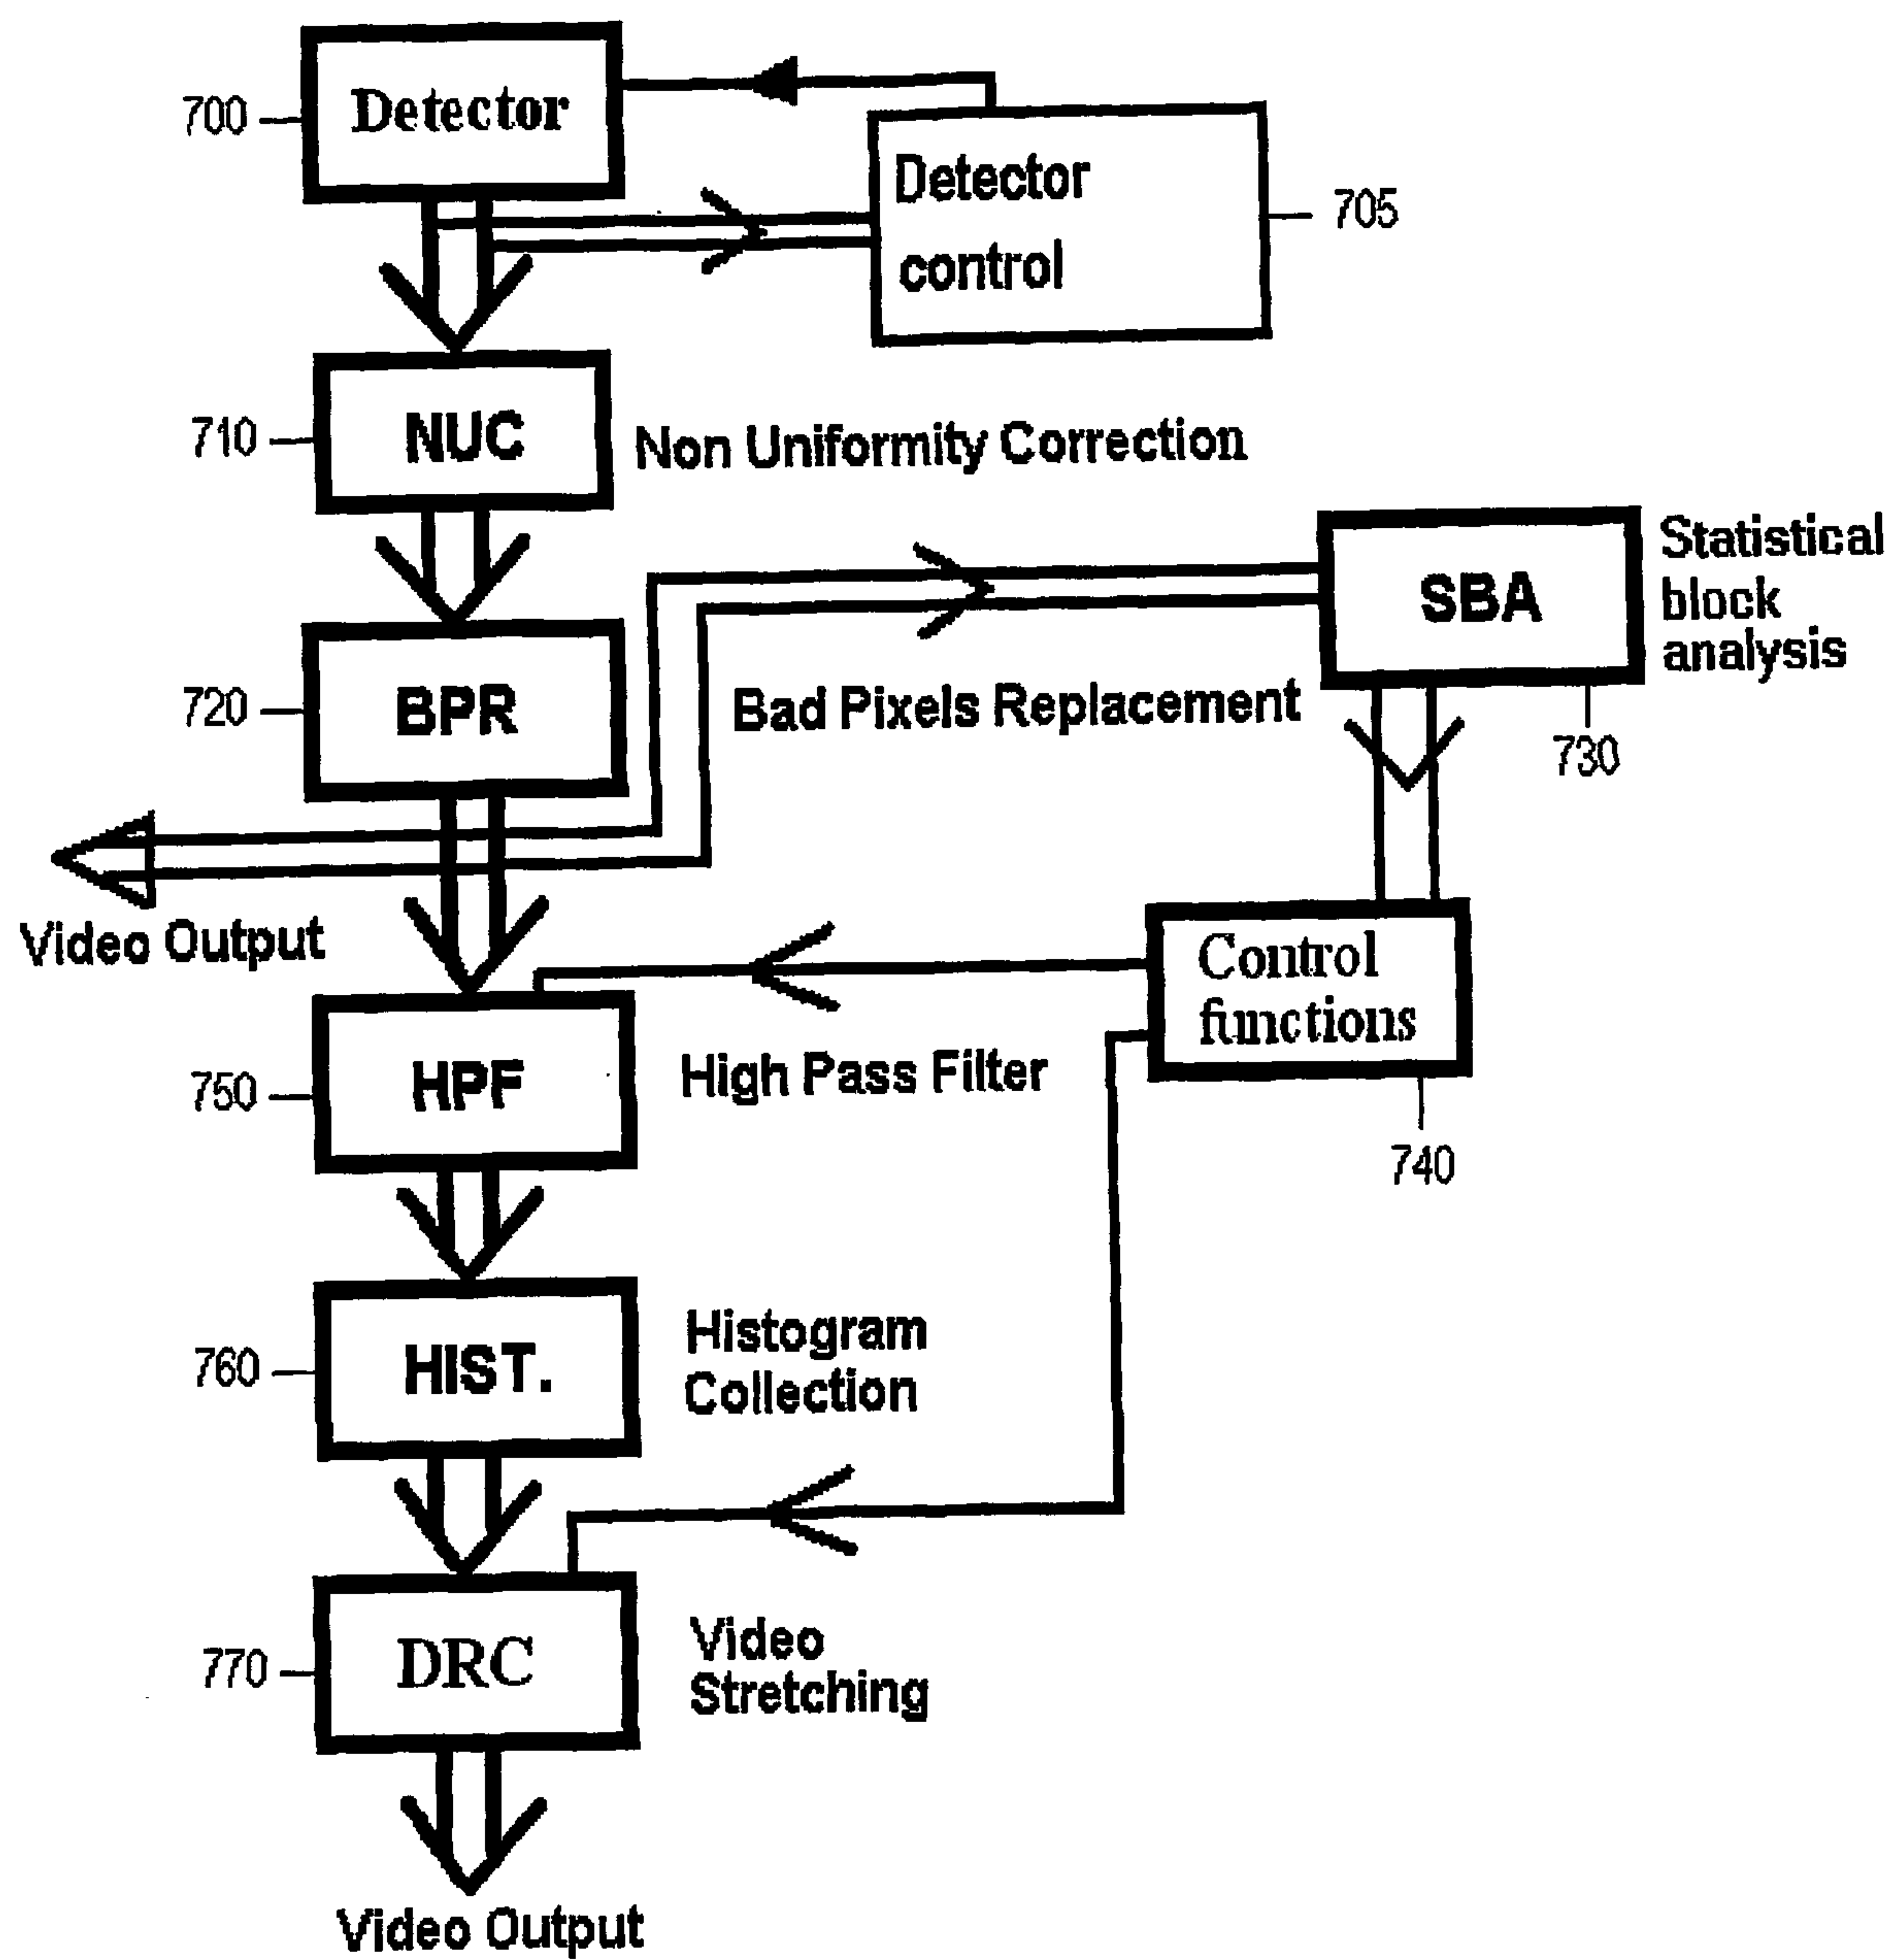 Detector
700
Detector
control
705
NUC
710
Non Uniformity Correction
SBA
Statistical
block
analysis
730
BPR
720
Bad Pixels Replacement
Video Output
Control
functions
740
HPF
750
High Pass Filter
HIST.
760
Histogram
Collection
DRC
770
Video
Stretching
Video Output